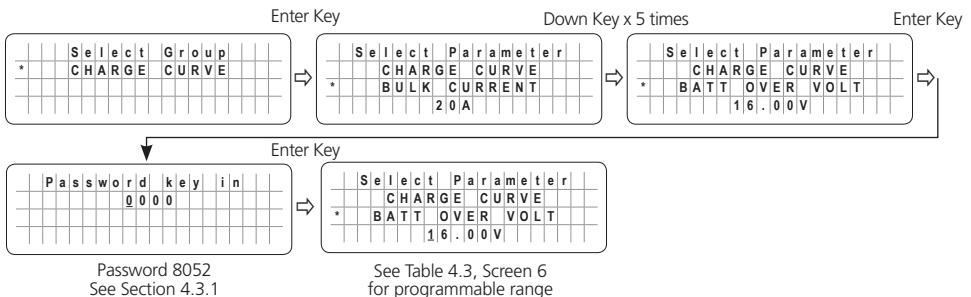 Enter Key
Down Key x 5 times
Enter Key
Select Group
* CHARGE CURVE
Select Parameter
CHARGE CURVE
* BULK CURRENT
20A
Select Parameter
CHARGE CURVE
* BATT OVER VOLT
16.00V
Enter Key
Password key in
0000
Select Parameter
CHARGE CURVE
* BATT OVER VOLT
16.00V
Password 8052
See Section 4.3.1
See Table 4.3, Screen 6
for programmable range